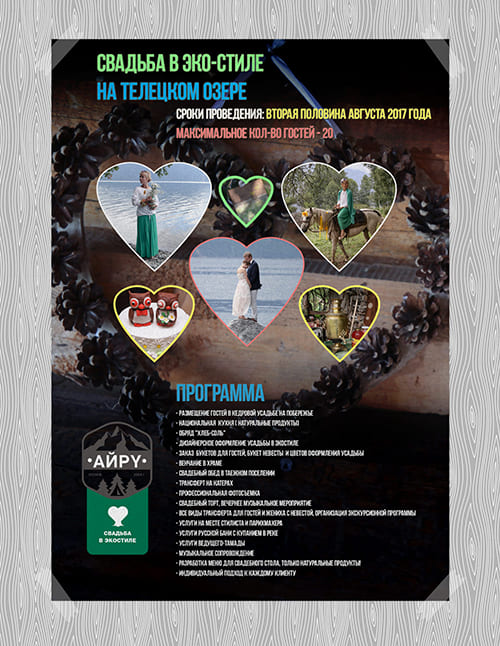 СВАДЬБА В ЭКО-СТИЛЕ
НА ТЕЛЕЦКОМ ОЗЕРЕ
СРОКИ ПРОВЕДЕНИЯ: ВТОРАЯ ПОЛОВИНА АВГУСТА 2017 ГОДА
МАКСИМАЛЬНОЕ КОЛ-ВО ГОСТЕЙ - 20
ПРОГРАММА
• РАЗМЕЩЕНИЕ ГОСТЕЙ В КЕДРОВОЙ УСАДЬБЕ НА ПОБЕРЕЖЬЕ
• НАЦИОНАЛЬНАЯ КУХНЯ (НАТУРАЛЬНЫЕ ПРОДУКТЫ)
• ОБРЯД "ХЛЕБ-СОЛЬ"
• ДИЗАЙНЕРСКОЕ ОФОРМЛЕНИЕ УСАДЬБЫ В ЭКОСТИЛЕ
• ЗАКАЗ БУКЕТОВ ДЛЯ ГОСТЕЙ, БУКЕТ НЕВЕСТЫ И ЦВЕТОВ ОФОРМЛЕНИЯ УСАДЬБЫ
• ВЕНЧАНИЕ В ХРАМЕ
• СВАДЕБНЫЙ ОБЕД В ТАЕЖНОМ ПОСЕЛЕНИИ
• ТРАНСФЕРТ НА КАТЕРАХ
• ПРОФЕССИОНАЛЬНАЯ ФОТОСЪЕМКА
• СВАДЕБНЫЙ ТОРТ, ВЕЧЕРНЕЕ МУЗЫКАЛЬНОЕ МЕРОПРИЯТИЕ
• ВСЕ ВИДЫ ТРАНСФЕРТА ДЛЯ ГОСТЕЙ И ЖЕНИХА С НЕВЕСТОЙ, ОРГАНИЗАЦИЯ ЭКСКУРСИОННОЙ ПРОГРАММЫ
• УСЛУГИ НА МЕСТЕ СТИЛИСТА И ПАРИКМАХЕРА
• УСЛУГИ РУССКОЙ БАНИ С КУПАНИЕМ В РЕКЕ
• УСЛУГИ ВЕДУЩЕГО-ТАМАДЫ
• МУЗЫКАЛЬНОЕ СОПРОВОЖДЕНИЕ
• РАЗРАБОТКА МЕНЮ ДЛЯ СВАДЕБНОГО СТОЛА, ТОЛЬКО НАТУРАЛЬНЫЕ ПРОДУКТЫ!
• ИНДИВИДУАЛЬНЫЙ ПОДХОД К КАЖДОМУ КЛИЕНТУ
•АЙРУ•
СВАДЬБА
В ЭКОСТИЛЕ